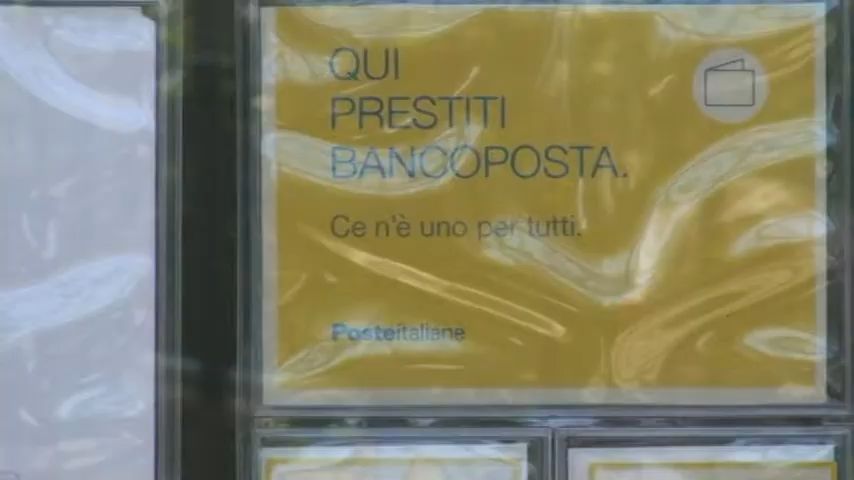 QUI
PRESTITI
BANCOPOSTA.
Ce n'è uno per tutti.
Posteitaliane